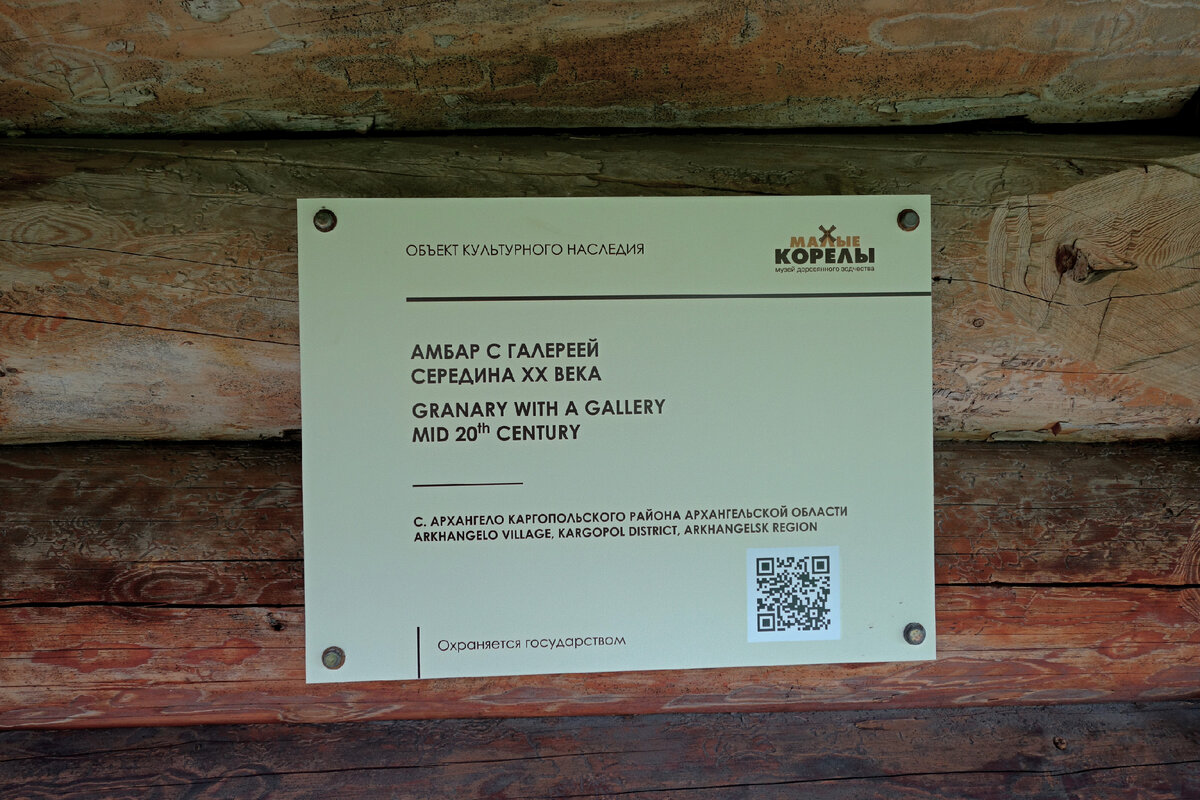 ОБЪЕКТ КУЛЬТУРНОГО НАСЛЕДИЯ
МАЛЫЕ
КОРЕЛЫ
музей деревянного зодчества
АМБАР С ГАЛЕРЕЕЙ
СЕРЕДИНА XX ВЕКА
GRANARY WITH A GALLERY
MID 20th CENTURY
С. АРХАНГЕЛО КАРГОПОЛЬСКОГО РАЙОНА АРХАНГЕЛЬСКОЙ ОБЛАСТИ
ARKHANGELO VILLAGE, KARGOPOL DISTRICT, ARKHANGELSK REGION
Охраняется государством